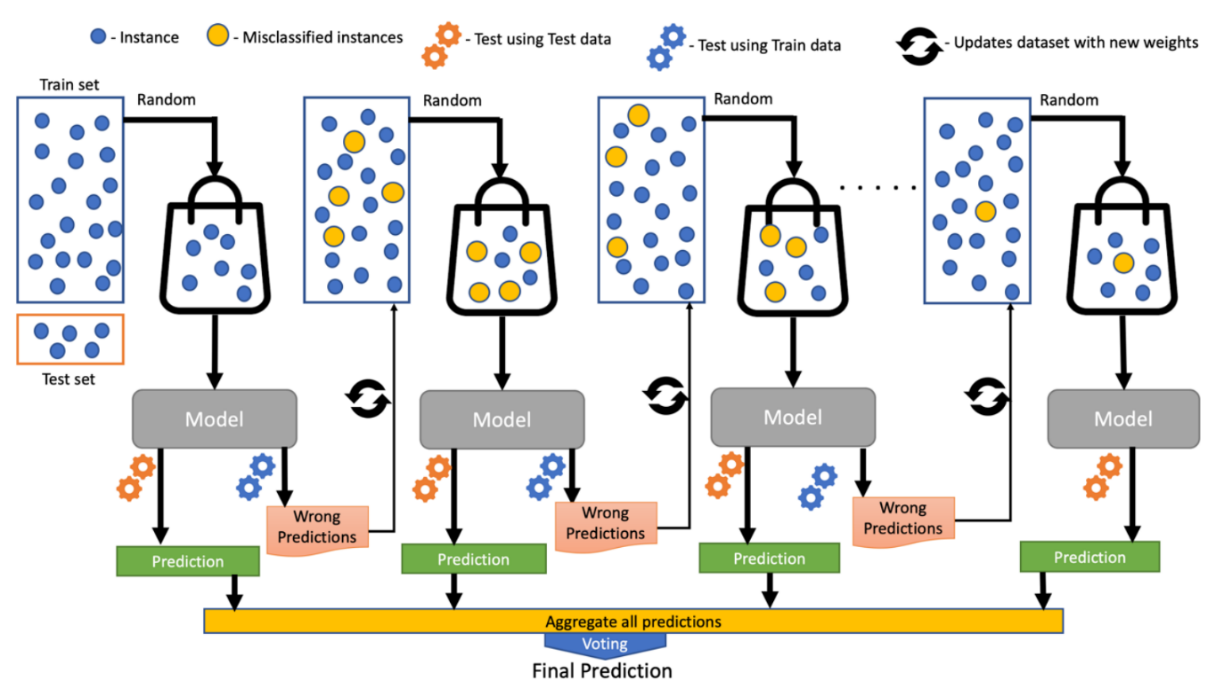 - Instance
- Misclassified instances
- Test using Test data
- Test using Train data
- Updates dataset with new weights
Train set
Random
Random
Random
Random
Test set
Model
Model
Model
Model
Wrong
Predictions
Wrong
Predictions
Wrong
Predictions
Prediction
Prediction
Prediction
Prediction
Aggregate all predictions
Voting
Final Prediction